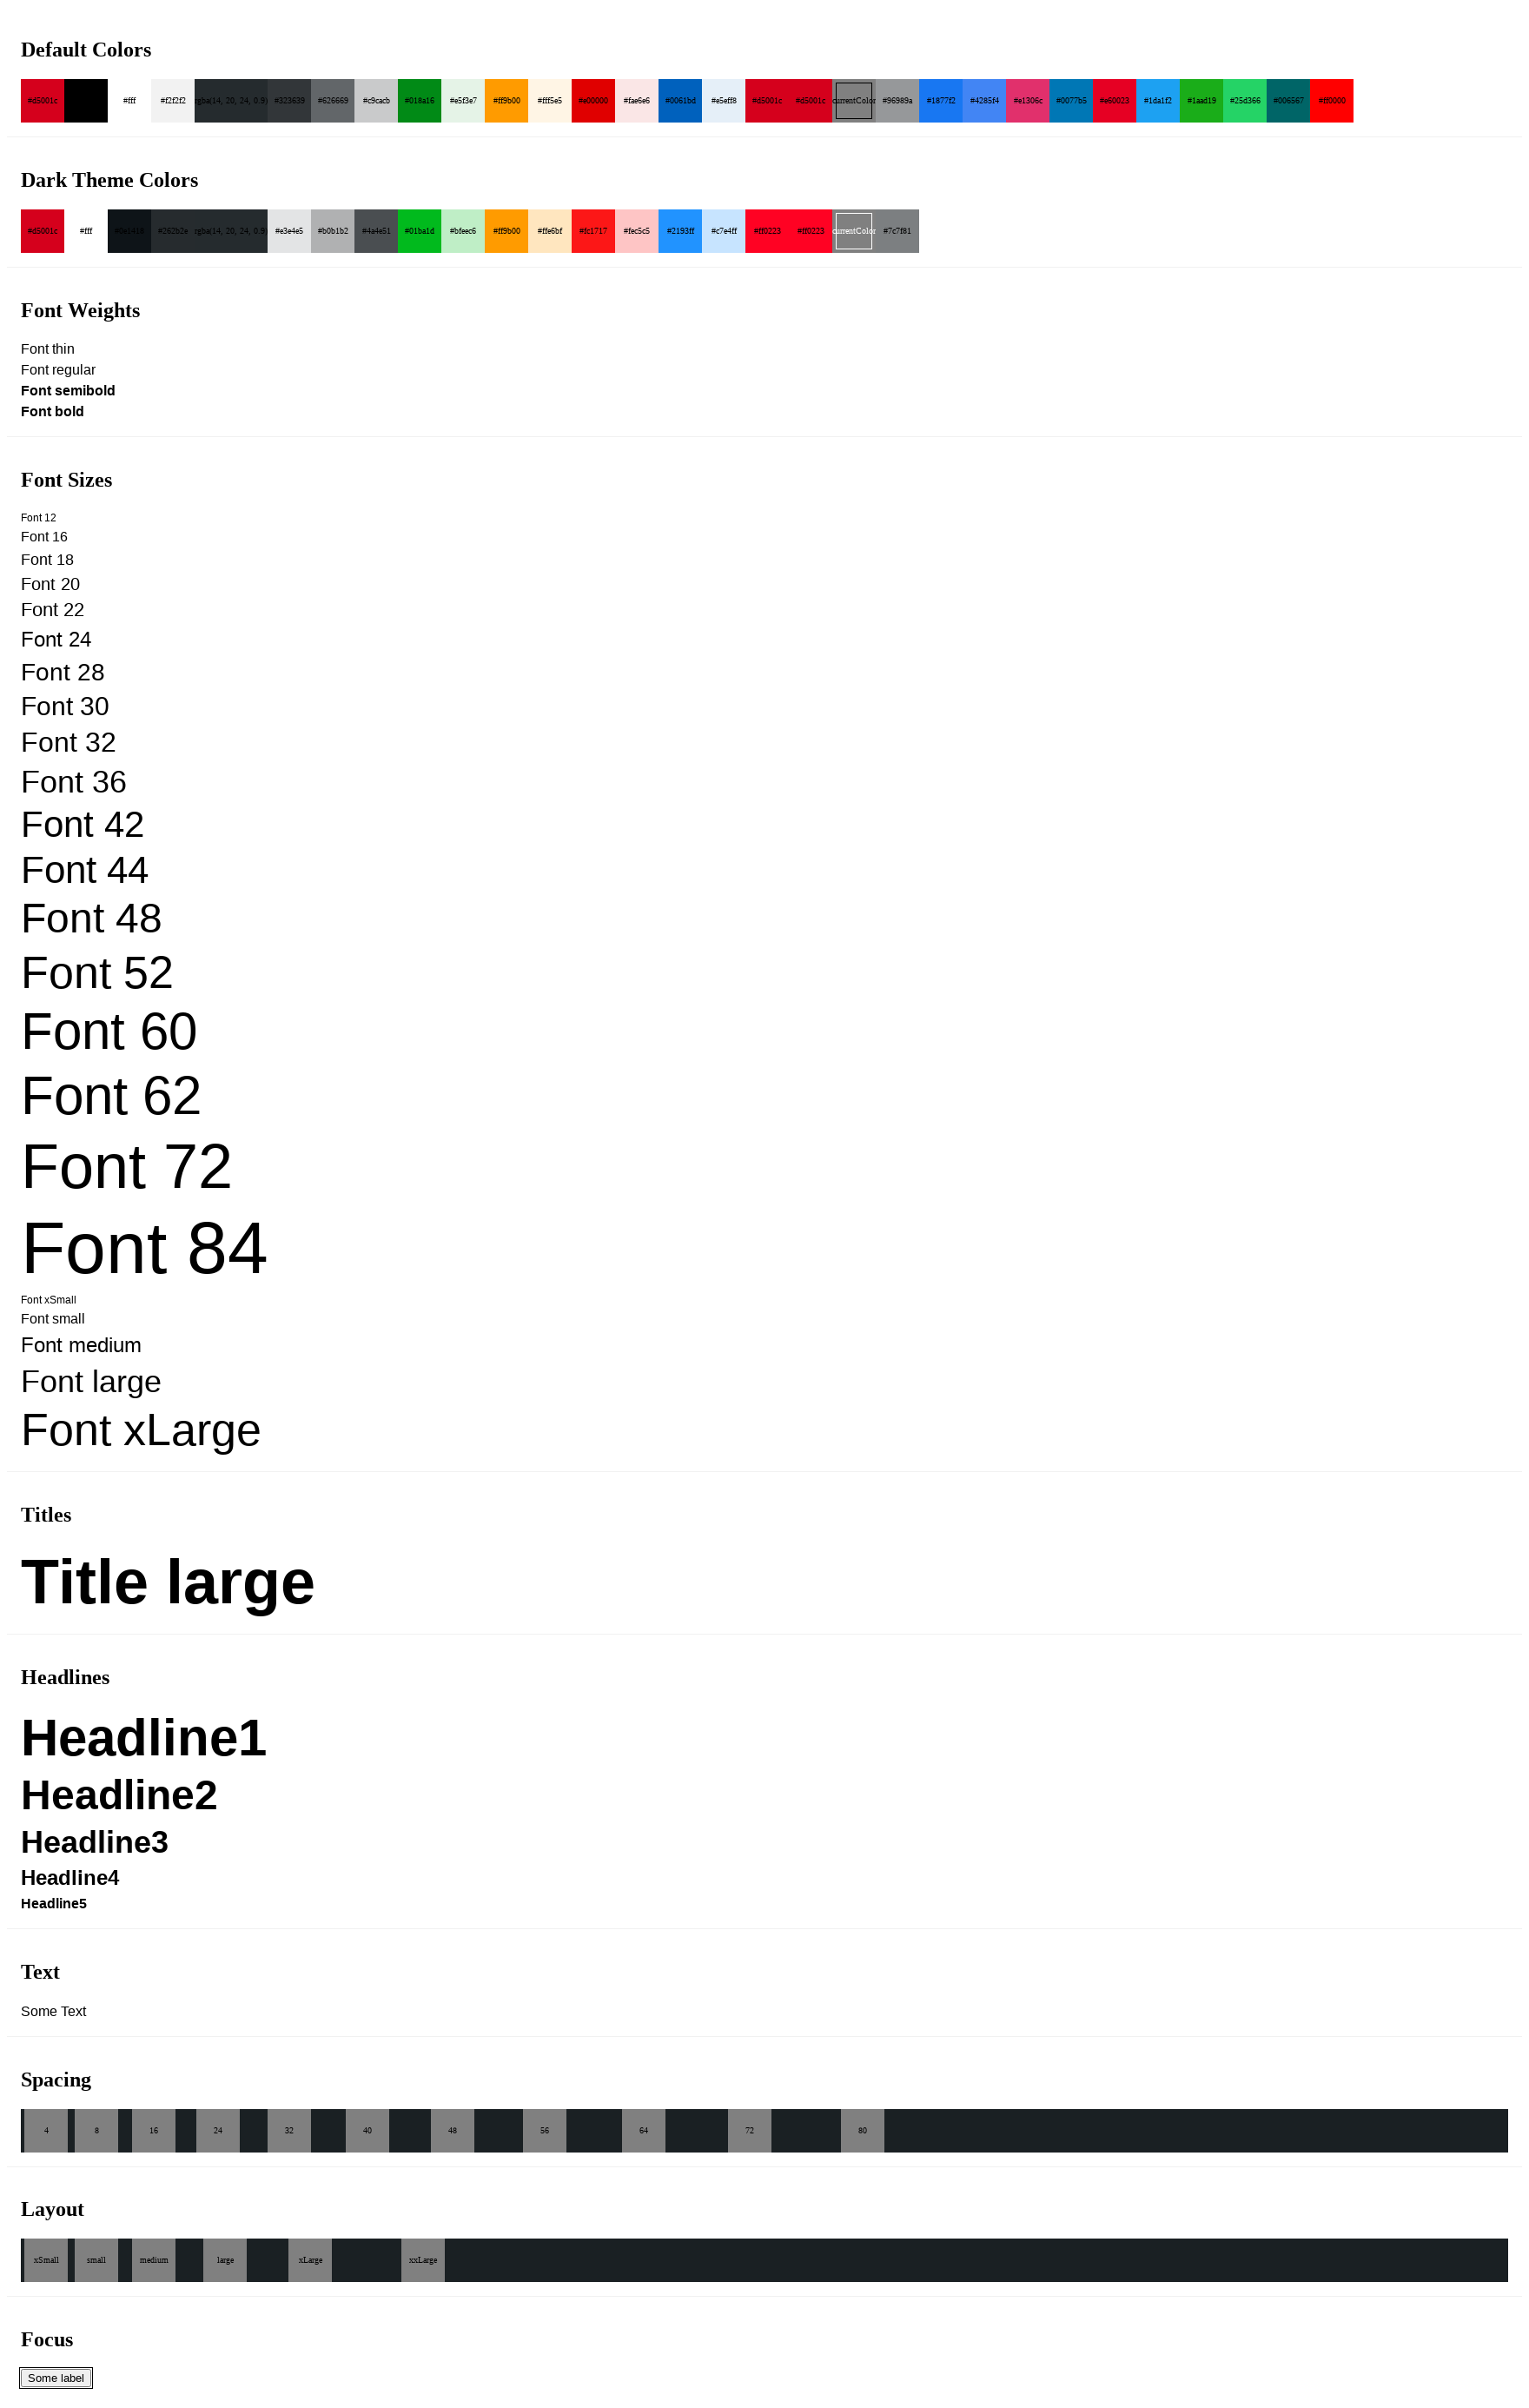 Default Colors
#d5001c #fff #f2f2f2 rgba(14, 20, 24, 0.9) #323639 #626669 #c9cacb #018a16 #e5f3e7 #ff9b00 #fff5e5 #e00000 #fae6e6 #0061bd #e5eff8 #d5001c #d5001c currentColor #96989a #1877f2 #4285f4 #e1306c #0077b5 #e60023 #1da1f2 #1aad19 #25d366 #006567 #ff0000
Dark Theme Colors
#d5001c #fff #0e1418 #262b2e rgba(14, 20, 24, 0.9) #e3e4e5 #b0b1b2 #4a4e51 #01ba1d #bfeec6 #ff9b00 #ffe6bf #fc1717 #fec5c5 #2193ff #c7e4ff #ff0223 #ff0223 currentColor #7c7f81
Font Weights
Font thin
Font regular
Font semibold
Font bold
Font Sizes
Font 12
Font 16
Font 18
Font 20
Font 22
Font 24
Font 28
Font 30
Font 32
Font 36
Font 42
Font 44
Font 48
Font 52
Font 60
Font 62
Font 72
Font 84
Font xSmall
Font small
Font medium
Font large
Font xLarge
Titles
Title large
Headlines
Headline1
Headline2
Headline3
Headline4
Headline5
Text
Some Text
Spacing
4 8 16 24 32 40 48 56 64 72 80
Layout
xSmall small medium large xLarge xxLarge
Focus
Some label